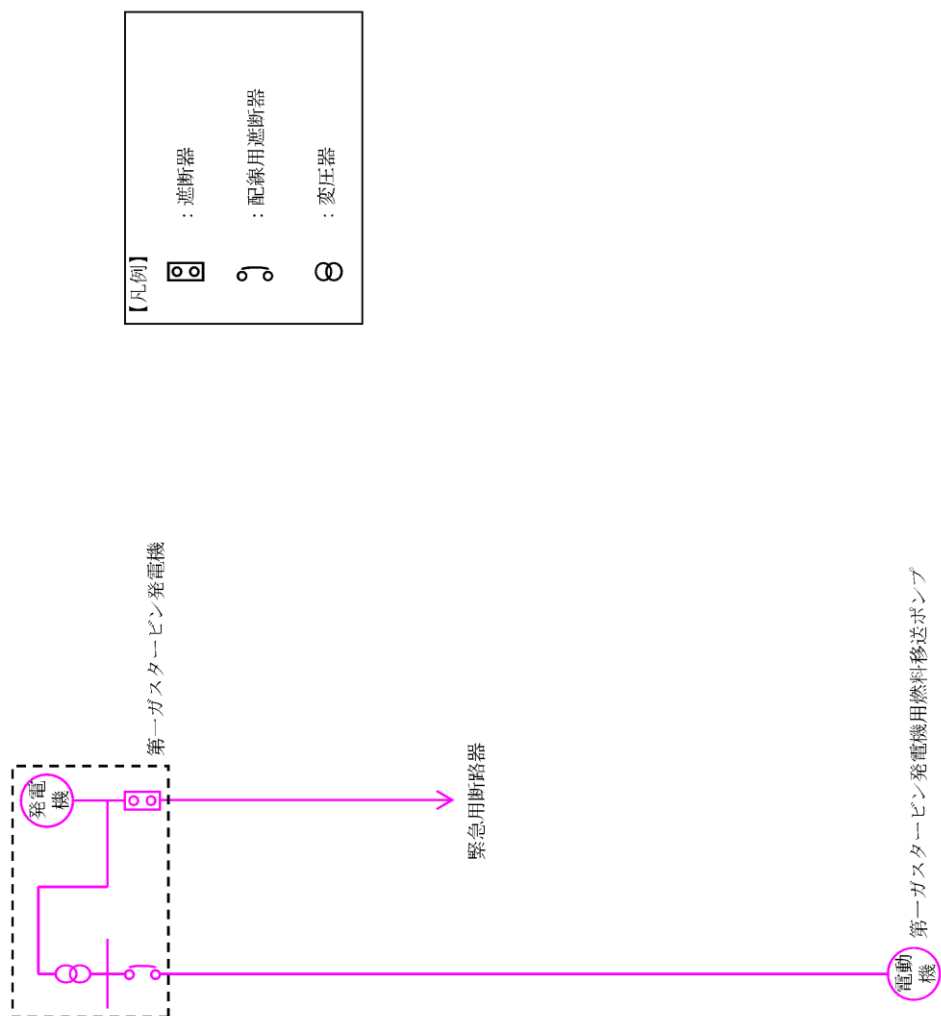 【凡例】
：遮断器
：配線用遮断器
：変圧器
第一ガスタービン発電機
発電
機
緊急用断路器
第一ガスタービン発電機用燃料移送ポンプ
電動
機